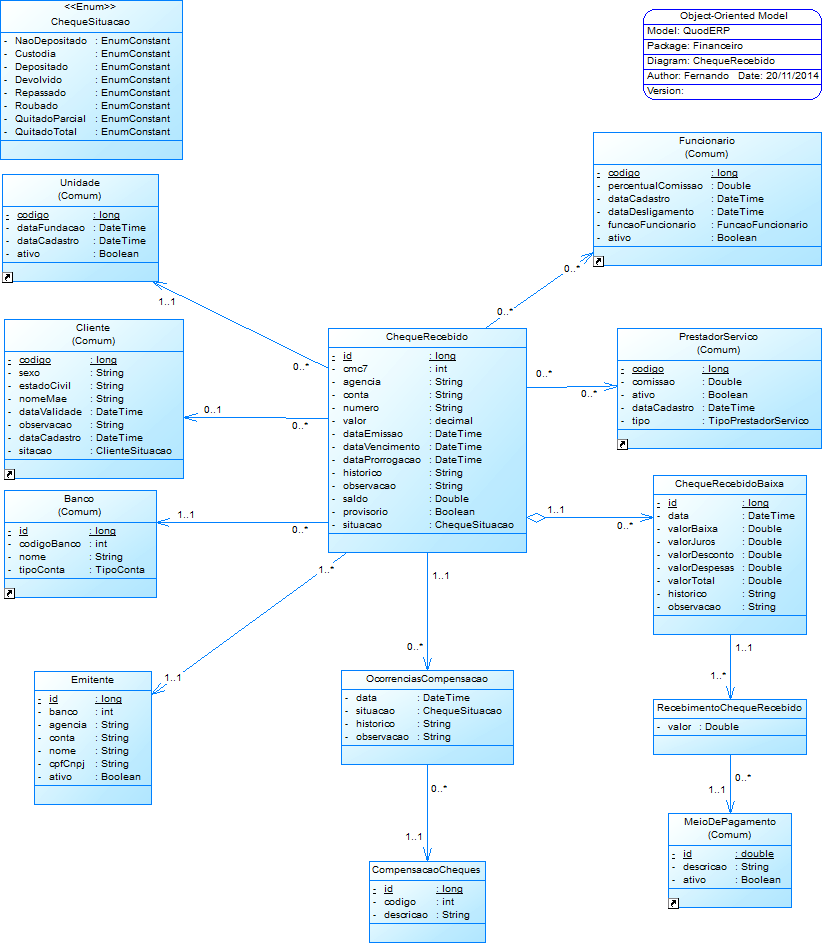 <<Enum>>
ChequeSituacao
- NaoDepositado : EnumConstant
- Custodia : EnumConstant
- Depositado : EnumConstant
- Devolvido : EnumConstant
- Repassado : EnumConstant
- Roubado : EnumConstant
- QuitadoParcial : EnumConstant
- QuitadoTotal : EnumConstant
Object-Oriented Model
Model: QuodERP
Package: Financeiro
Diagram: ChequeRecebido
Author: Fernando Date: 20/11/2014
Version:
Funcionario
(Comum)
- codigo : long
- percentualComissao : Double
- dataCadastro : DateTime
- dataDesligamento : DateTime
- funcaoFuncionario : FuncaoFuncionario
- ativo : Boolean
Unidade
(Comum)
- codigo : long
- dataFundacao : DateTime
- dataCadastro : DateTime
- ativo : Boolean
0..*
0..*
1..1
0..*
Cliente
(Comum)
- codigo : long
- sexo : String
- estadoCivil : String
- nomeMae : String
- dataValidade : DateTime
- observacao : String
- dataCadastro : DateTime
- sitacao : ClienteSituacao
0..1
0..*
ChequeRecebido
- id : long
- cmc7 : int
- agencia : String
- conta : String
- numero : String
- valor : decimal
- dataEmissao : DateTime
- dataVencimento : DateTime
- dataProrrogacao : DateTime
- historico : String
- observacao : String
- saldo : Double
- provisorio : Boolean
- situacao : ChequeSituacao
0..*
0..*
PrestadorServico
(Comum)
- codigo : long
- comissao : Double
- ativo : Boolean
- dataCadastro : DateTime
- tipo : TipoPrestadorServico
Banco
(Comum)
- id : long
- codigoBanco : int
- nome : String
- tipoConta : TipoConta
1..1
0..*
1..1
0..*
ChequeRecebidoBaixa
- id : long
- data : DateTime
- valorBaixa : Double
- valorJuros : Double
- valorDesconto : Double
- valorDespesas : Double
- valorTotal : Double
- historico : String
- observacao : String
1..*
1..1
1..1
0..*
1..1
1..*
Emitente
- id : long
- banco : int
- agencia : String
- conta : String
- nome : String
- cpfCnpj : String
- ativo : Boolean
OcorrenciasCompensacao
- data : DateTime
- situacao : ChequeSituacao
- historico : String
- observacao : String
RecebimentoChequeRecebido
- valor : Double
0..*
1..1
0..*
1..1
MeioDePagamento
(Comum)
- id : double
- descricao : String
- ativo : Boolean
CompensacaoCheques
- id : long
- codigo : int
- descricao : String